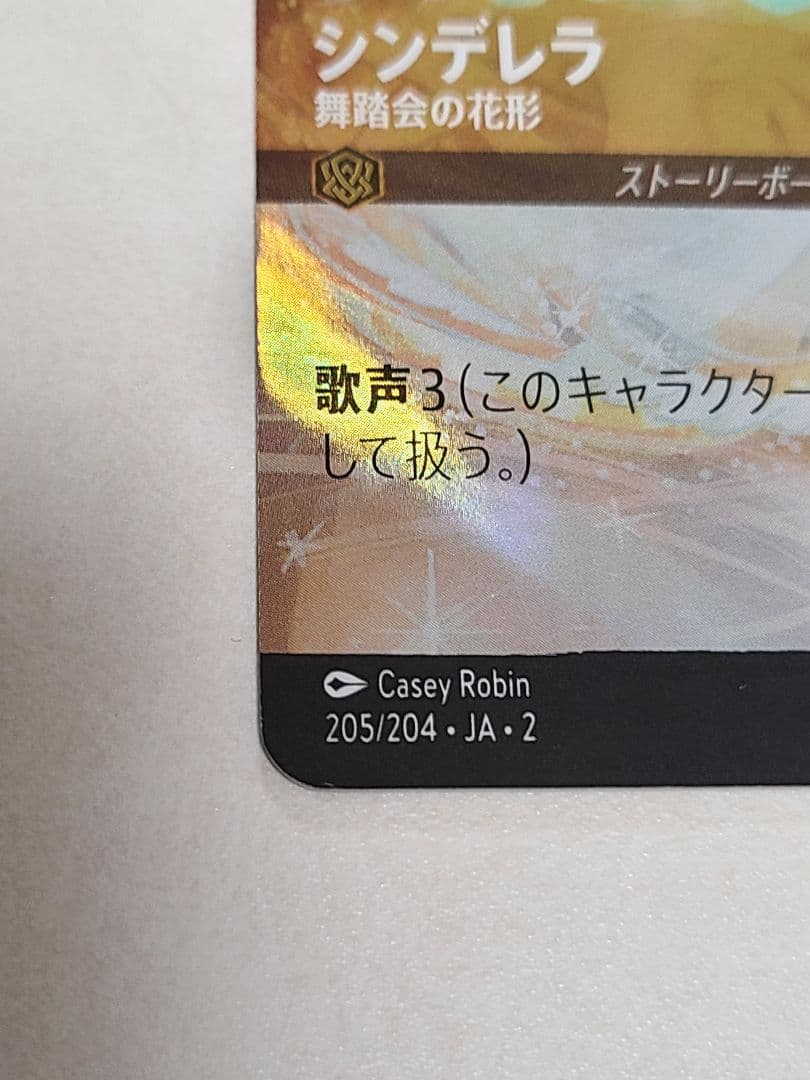 シンデレラ
舞踏会の花形
ストーリーボー
歌声3(このキャラクター
して扱う。)
Casey Robin
205/204・JA・2